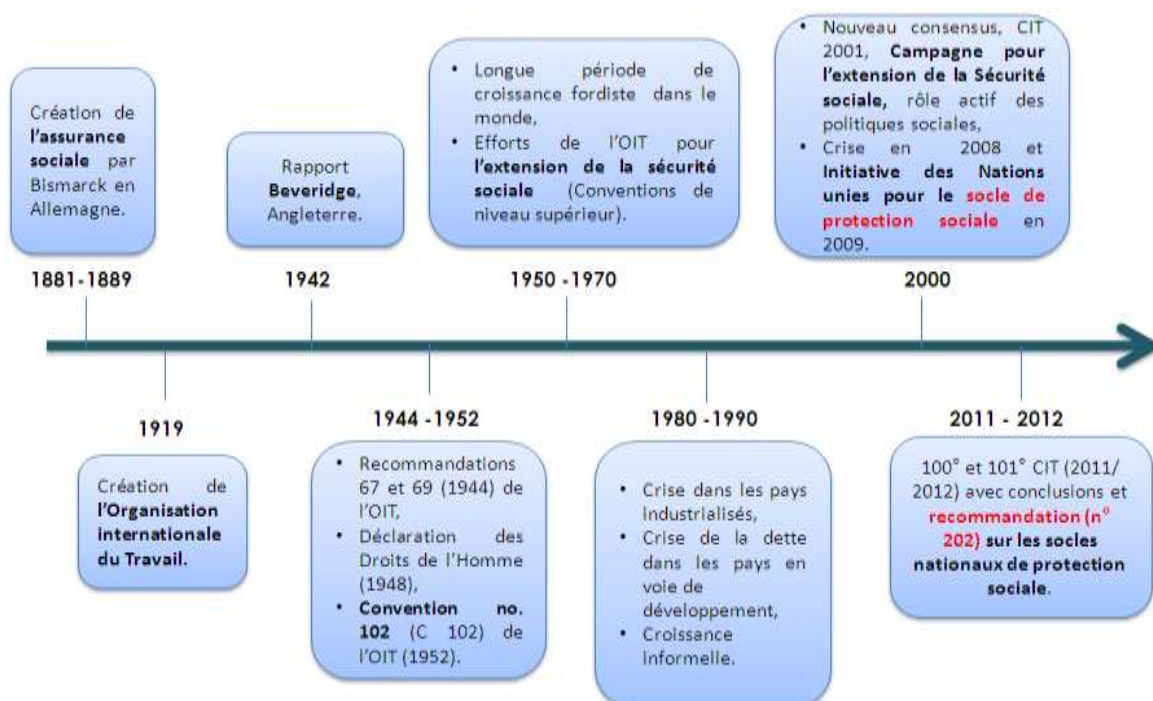 Création de
l'assurance
sociale par
Bismarck en
Allemagne.
1881-1889
Rapport
Beveridge,
Angleterre.
1942
• Longue période de
croissance fordiste dans le
monde,
• Efforts de l'OIT pour
l'extension de la sécurité
sociale (Conventions de
niveau supérieur).
1950 -1970
• Nouveau consensus, CIT
2001, Campagne pour
l'extension de la Sécurité
sociale, rôle actif des
politiques sociales,
• Crise en 2008 et
Initiative des Nations
unies pour le socle de
protection sociale en
2009.
2000
1919
Création de
l'Organisation
internationale
du Travail.
1944 -1952
• Recommandations
67 et 69 (1944) de
l'OIT,
• Déclaration des
Droits de l'Homme
(1948),
• Convention no.
102 (C 102) de
l'OIT (1952).
1980 -1990
• Crise dans les pays
industrialisés,
• Crise de la dette
dans les pays en
voie de
développement,
• Croissance
Informelle.
2011 - 2012
100° et 101° CIT (2011/
2012) avec conclusions et
recommandation (n°
202) sur les socles
nationaux de protection
sociale.